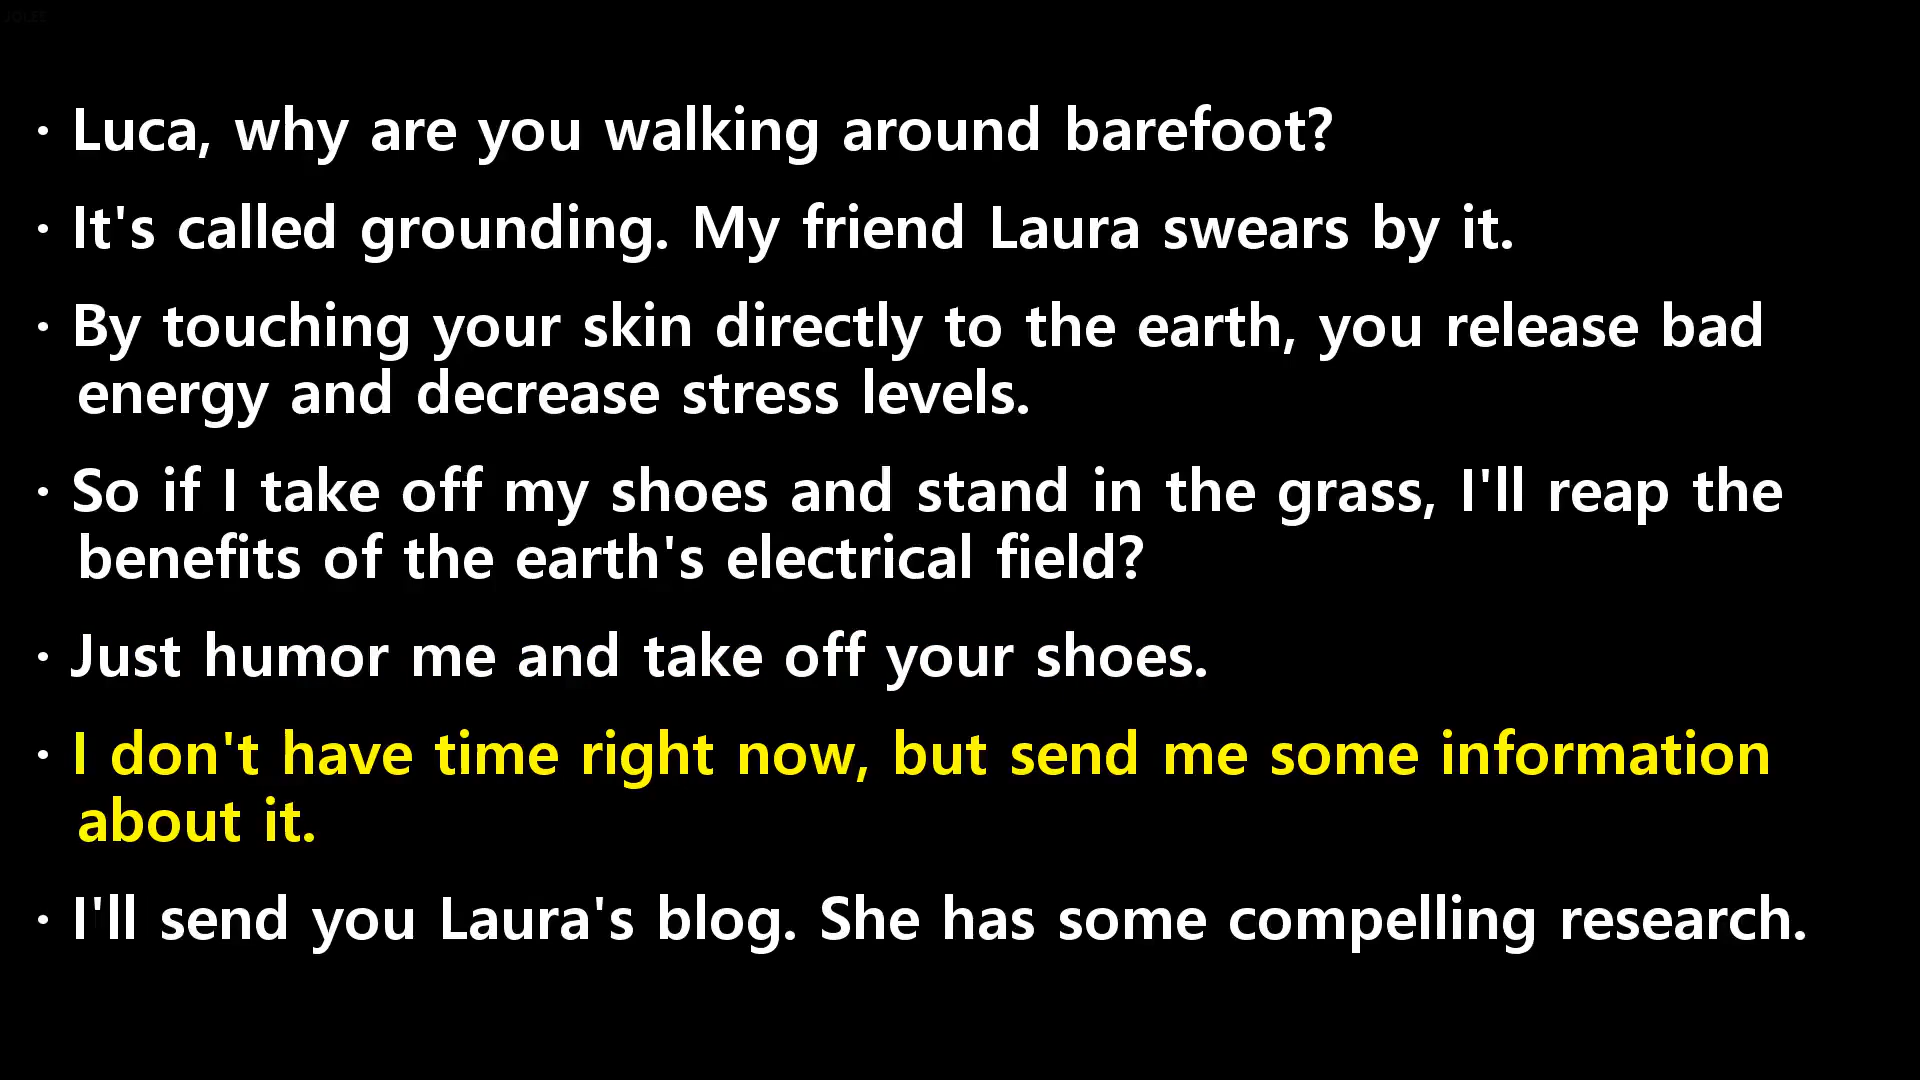 JOLEE
· Luca, why are you walking around barefoot?
· It's called grounding. My friend Laura swears by it.
· By touching your skin directly to the earth, you release bad
energy and decrease stress levels.
· So if I take off my shoes and stand in the grass, I'll reap the
benefits of the earth's electrical field?
· Just humor me and take off your shoes.
· I don't have time right now, but send me some information
about it.
· I'll send you Laura's blog. She has some compelling research.